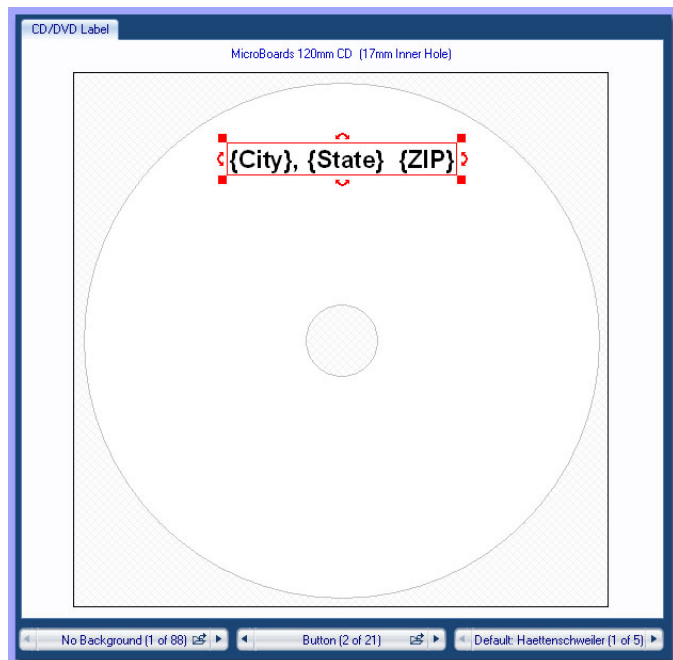 CD/DVD Label
MicroBoards 120mm CD (17mm Inner Hole)
{City}, {State} {ZIP}
No Background (1 of 88)
Button (2 of 21)
Default: Haettenschweiler (1 of 5)